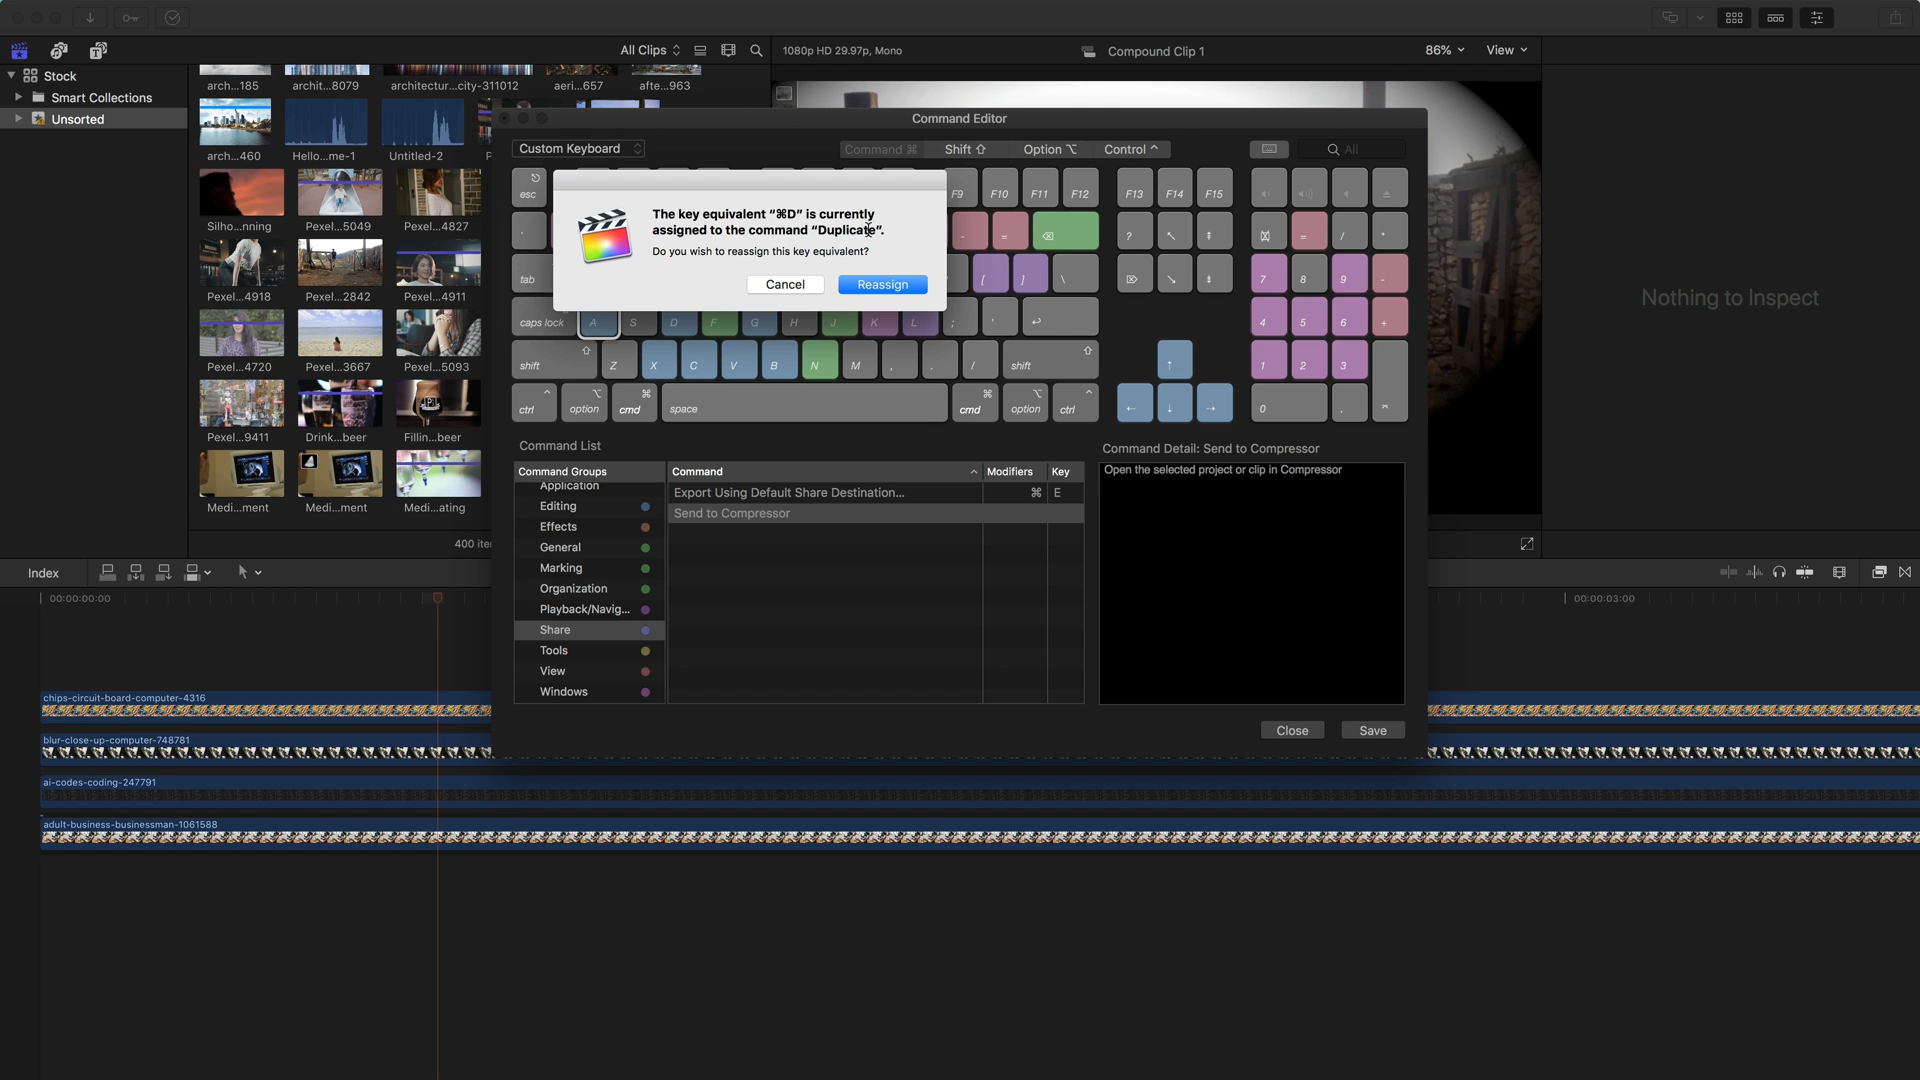 All Clips
1080p HD 29.97p, Mono
Compound Clip 1
86%
View
Stock
Smart Collections
Unsorted
arch...185
archit...8079
architectur...city-311012
aeri...657
afte...963
arch...460
Hello...me-1
Untitled-2
Silho...nning
Pexel...5049
Pexel...4827
Pexel...4918
Pexel...2842
Pexel...4911
Pexel...4720
Pexel...3667
Pexel...5093
Pexel...9411
Drink...beer
Fillin...beer
Medi...ment
Medi...ment
Medi...ating
400 ite
Command Editor
Custom Keyboard
Command ⌘
Shift ⇧
Option ⌥
Control ^
All
The key equivalent “⌘D” is currently
assigned to the command “Duplicate”.
Do you wish to reassign this key equivalent?
Cancel
Reassign
esc
F9 F10 F11 F12 F13 F14 F15
- = ? = / *
tab [ ] \ 7 8 9 -
caps lock A S D F G H J K L ; ' 4 5 6 +
shift Z X C V B N M , . / shift 1 2 3
ctrl option cmd space cmd option ctrl 0 .
Command List
Command Detail: Send to Compressor
Command Groups
Command
Modifiers
Key
Open the selected project or clip in Compressor
Application
Editing
Effects
General
Marking
Organization
Playback/Navig...
Share
Tools
View
Windows
Export Using Default Share Destination...
⌘ E
Send to Compressor
Close
Save
Nothing to Inspect
Index
00:00:00:00
00:00:03:00
chips-circuit-board-computer-4316
blur-close-up-computer-748781
ai-codes-coding-247791
adult-business-businessman-1061588